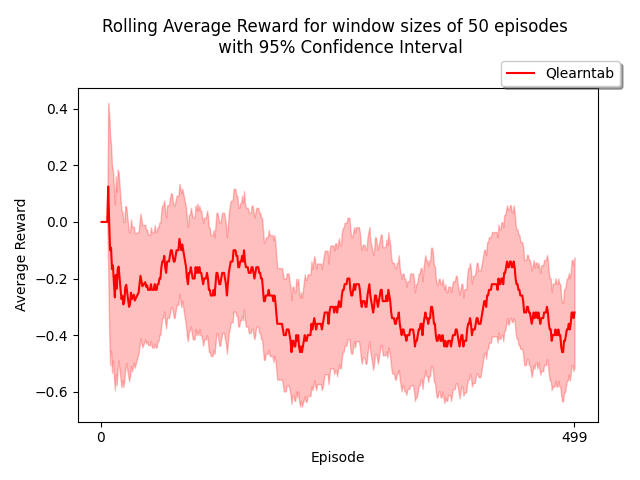 Rolling Average Reward for window sizes of 50 episodes
with 95% Confidence Interval
Qlearntab
0.4
0.2
0.0
−0.2
−0.4
−0.6
Average Reward
0
499
Episode